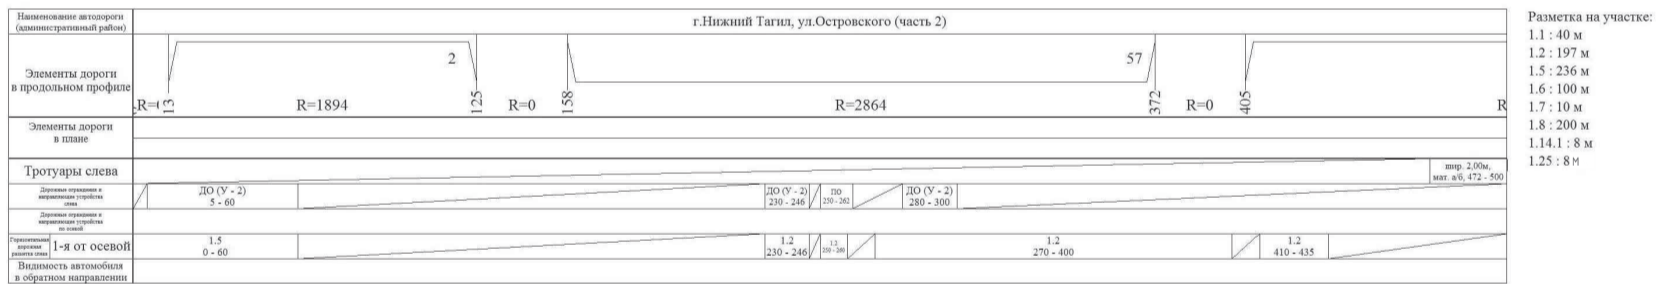 Наименование автодороги
(административный район)
г.Нижний Тагил, ул.Островского (часть 2)
Элементы дороги
в продольном профиле
2
57
R=
13
R=1894
125
R=0
158
R=2864
372
R=0
405
R
Элементы дороги
в плане
Тротуары слева
шир. 2,00м,
мат. а/б, 472 - 500
Дорожные ограждения и
направляющие устройства
слева
ДО (У - 2)
5 - 60
ДО (У - 2)
230 - 246
ПО
250 - 262
ДО (У - 2)
280 - 300
Дорожные ограждения и
направляющие устройства
по осевой
Горизонтальная
дорожная
разметка слева
1-я от осевой
1.5
0 - 60
1.2
230 - 246
1.2
250 - 260
1.2
270 - 400
1.2
410 - 435
Видимость автомобиля
в обратном направлении
Разметка на участке:
1.1 : 40 м
1.2 : 197 м
1.5 : 236 м
1.6 : 100 м
1.7 : 10 м
1.8 : 200 м
1.14.1 : 8 м
1.25 : 8 м